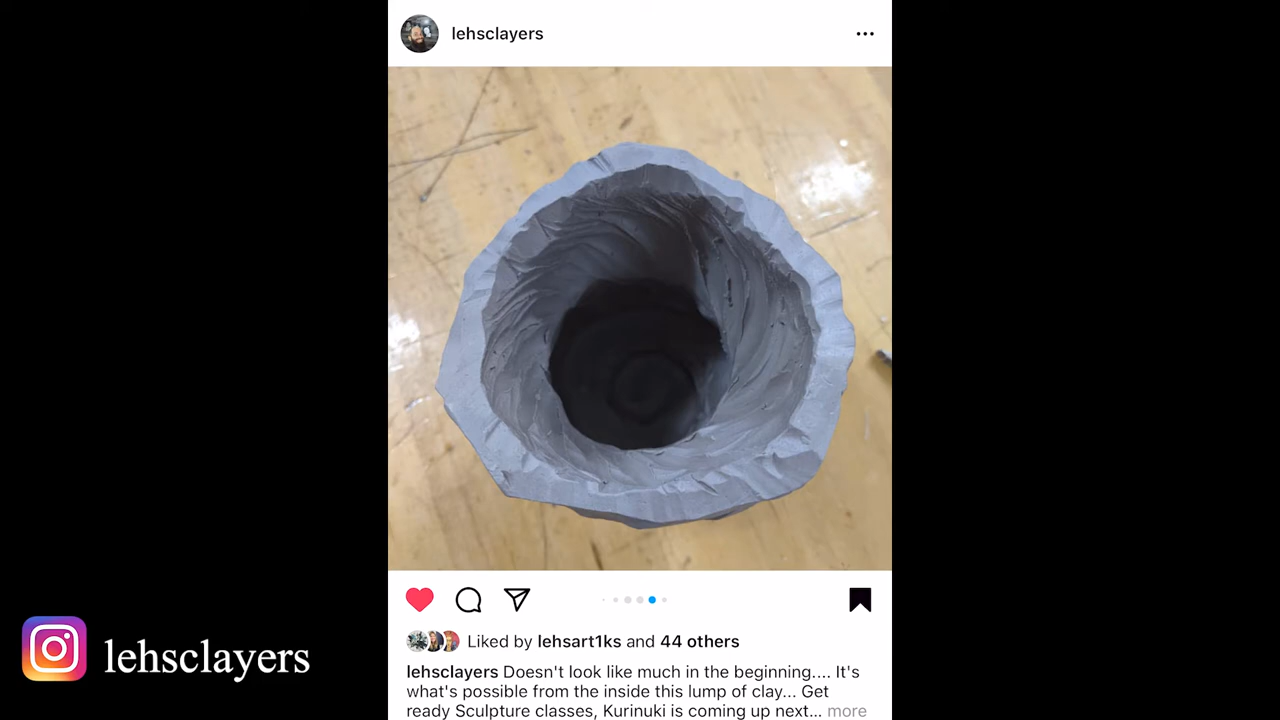 lehsclayers
Liked by lehsart1ks and 44 others
lehsclayers Doesn't look like much in the beginning.... It's
what's possible from the inside this lump of clay... Get
ready Sculpture classes, Kurinuki is coming up next... more
lehsclayers